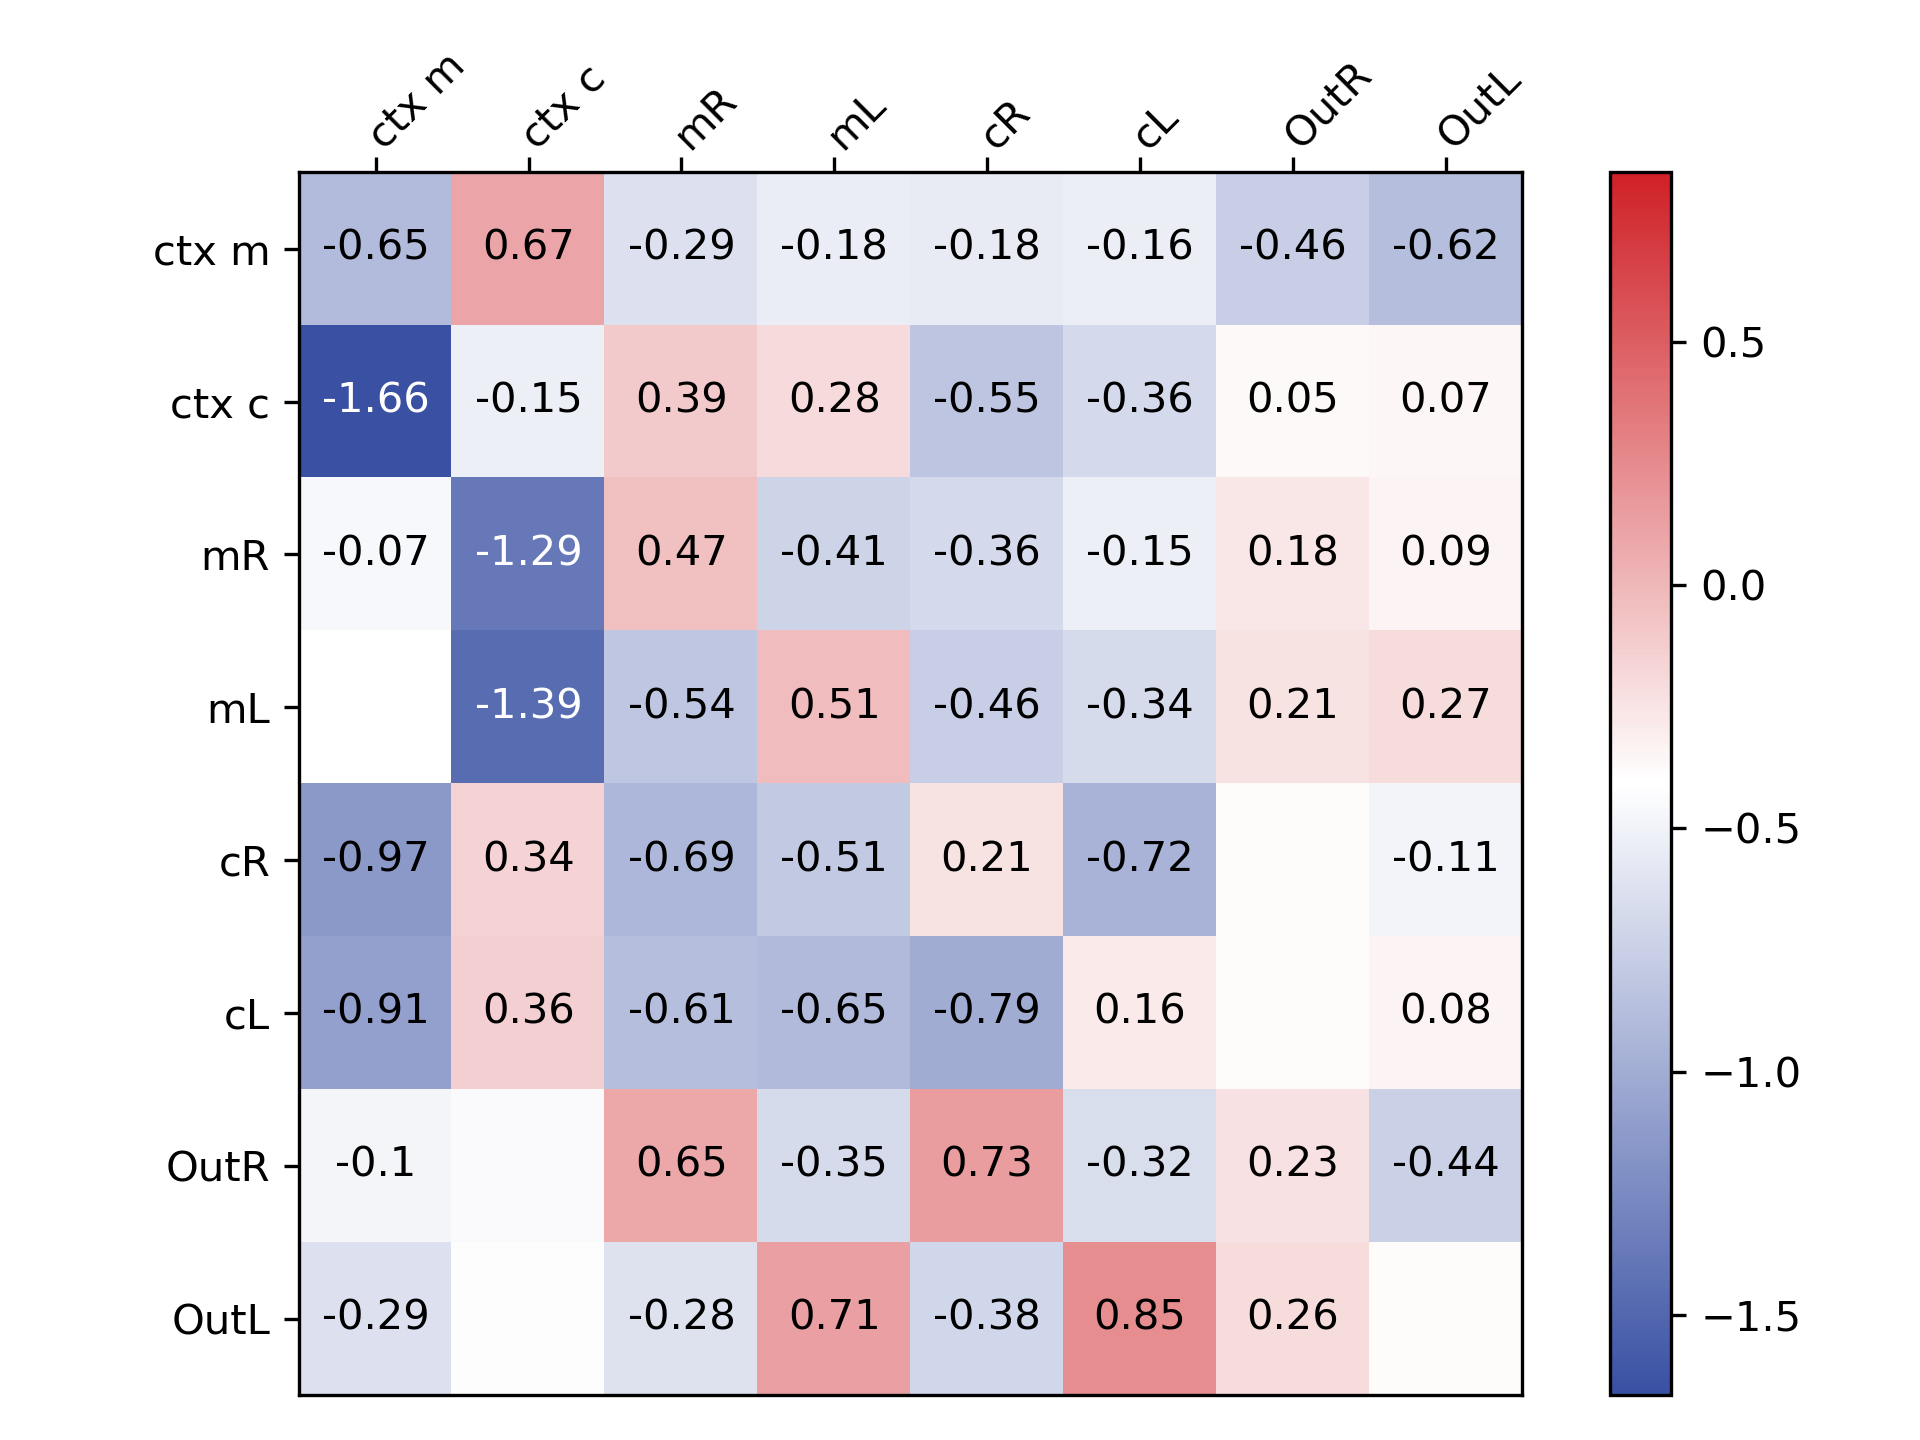 ctx m ctx c mR mL cR cL OutR OutL
ctx m -0.65 0.67 -0.29 -0.18 -0.18 -0.16 -0.46 -0.62
ctx c -1.66 -0.15 0.39 0.28 -0.55 -0.36 0.05 0.07
mR -0.07 -1.29 0.47 -0.41 -0.36 -0.15 0.18 0.09
mL -1.39 -0.54 0.51 -0.46 -0.34 0.21 0.27
cR -0.97 0.34 -0.69 -0.51 0.21 -0.72 -0.11
cL -0.91 0.36 -0.61 -0.65 -0.79 0.16 0.08
OutR -0.1 0.65 -0.35 0.73 -0.32 0.23 -0.44
OutL -0.29 -0.28 0.71 -0.38 0.85 0.26
0.5
0.0
−0.5
−1.0
−1.5